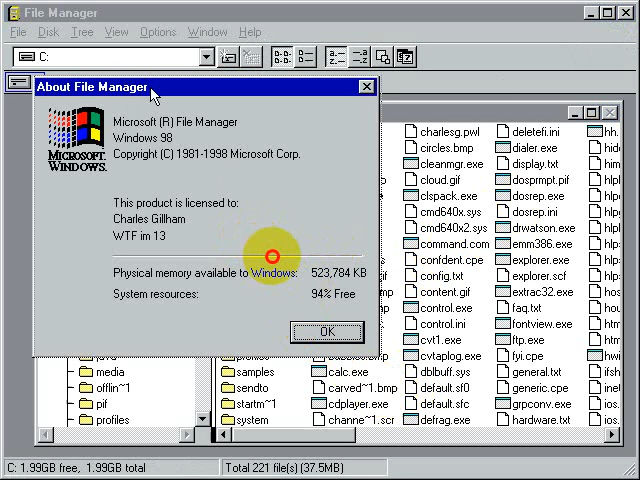 File Manager
File Disk Tree View Options Window Help
C:
About File Manager
MICROSOFT.
WINDOWS.
Microsoft (R) File Manager
Windows 98
Copyright (C) 1981-1998 Microsoft Corp.
This product is licensed to:
Charles Gillham
WTF im 13
Physical memory available to Windows: 523,784 KB
System resources: 94% Free
OK
media
offlin~1
pif
profiles
samples
sendto
startm~1
system
calc.exe
carved~1.bmp
cdplayer.exe
channe~1.scr
charlesg.pwl
circles.bmp
cleanmgr.exe
cloud.gif
clspack.exe
cmd640x.sys
cmd640x2.sys
command.com
confdent.cpe
config.txt
content.gif
control.exe
control.ini
cvt1.exe
cvtaplog.exe
dblbuff.sys
default.sf0
default.sfc
defrag.exe
deletefi.ini
dialer.exe
display.txt
dosprmpt.pif
dosrep.exe
dosrep.ini
drwatson.exe
emm386.exe
explorer.exe
explorer.scf
extrac32.exe
faq.txt
fontview.exe
ftp.exe
fyi.cpe
general.txt
generic.cpe
grpconv.exe
hardware.txt
C: 1.99GB free, 1.99GB total
Total 221 file(s) (37.5MB)